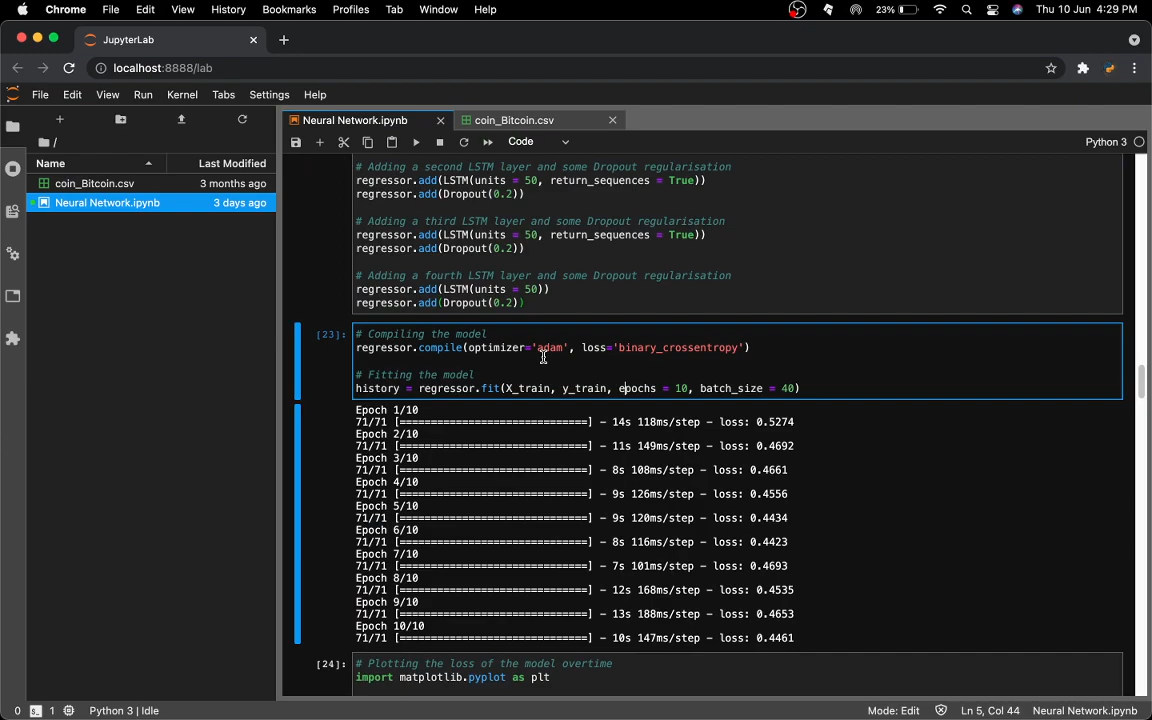 Chrome File Edit View History Bookmarks Profiles Tab Window Help 23% Thu 10 Jun 4:29 PM
JupyterLab
localhost:8888/lab
File Edit View Run Kernel Tabs Settings Help
Neural Network.ipynb coin_Bitcoin.csv
Code Python 3
/
Name Last Modified
coin_Bitcoin.csv 3 months ago
Neural Network.ipynb 3 days ago
# Adding a second LSTM layer and some Dropout regularisation
regressor.add(LSTM(units = 50, return_sequences = True))
regressor.add(Dropout(0.2))
# Adding a third LSTM layer and some Dropout regularisation
regressor.add(LSTM(units = 50, return_sequences = True))
regressor.add(Dropout(0.2))
# Adding a fourth LSTM layer and some Dropout regularisation
regressor.add(LSTM(units = 50))
regressor.add(Dropout(0.2))
[23]: # Compiling the model
regressor.compile(optimizer='adam', loss='binary_crossentropy')
# Fitting the model
history = regressor.fit(X_train, y_train, epochs = 10, batch_size = 40)
Epoch 1/10
71/71 [==============================] - 14s 118ms/step - loss: 0.5274
Epoch 2/10
71/71 [==============================] - 11s 149ms/step - loss: 0.4692
Epoch 3/10
71/71 [==============================] - 8s 108ms/step - loss: 0.4661
Epoch 4/10
71/71 [==============================] - 9s 126ms/step - loss: 0.4556
Epoch 5/10
71/71 [==============================] - 9s 120ms/step - loss: 0.4434
Epoch 6/10
71/71 [==============================] - 8s 116ms/step - loss: 0.4423
Epoch 7/10
71/71 [==============================] - 7s 101ms/step - loss: 0.4693
Epoch 8/10
71/71 [==============================] - 12s 168ms/step - loss: 0.4535
Epoch 9/10
71/71 [==============================] - 13s 188ms/step - loss: 0.4653
Epoch 10/10
71/71 [==============================] - 10s 147ms/step - loss: 0.4461
[24]: # Plotting the loss of the model overtime
import matplotlib.pyplot as plt
0 1 Python 3 | Idle Mode: Edit Ln 5, Col 44 Neural Network.ipynb